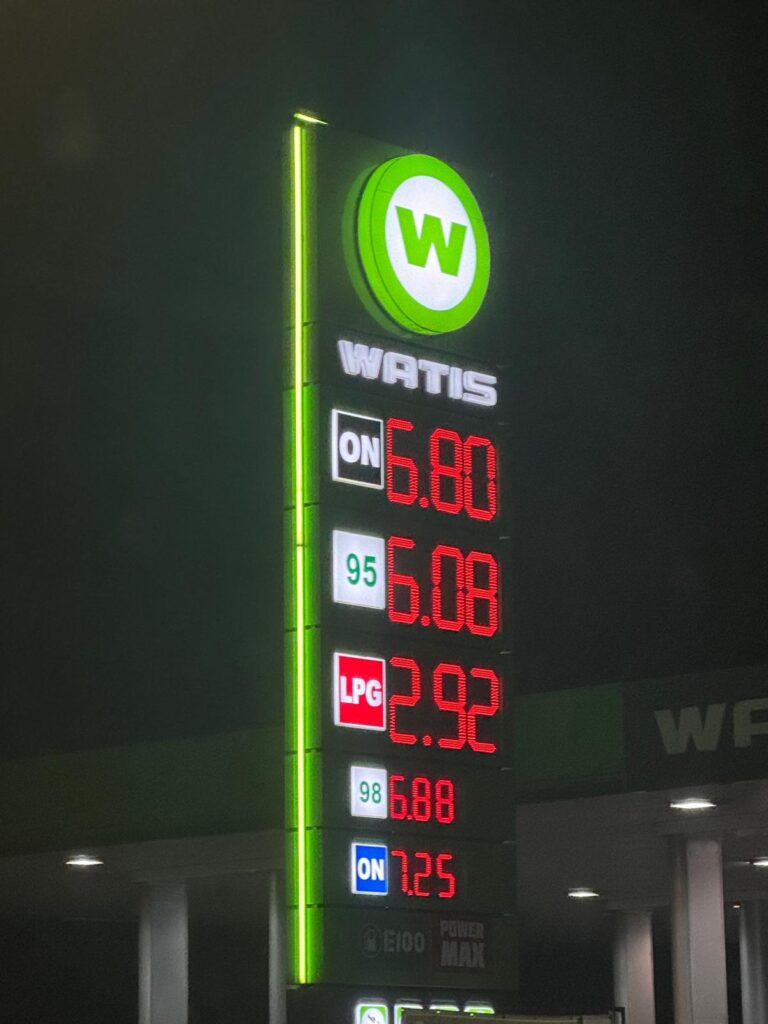 W
WATIS
ON 6.80
95 6.08
LPG 2.92
98 6.88
ON 7.25
E100 POWER
MAX
WA